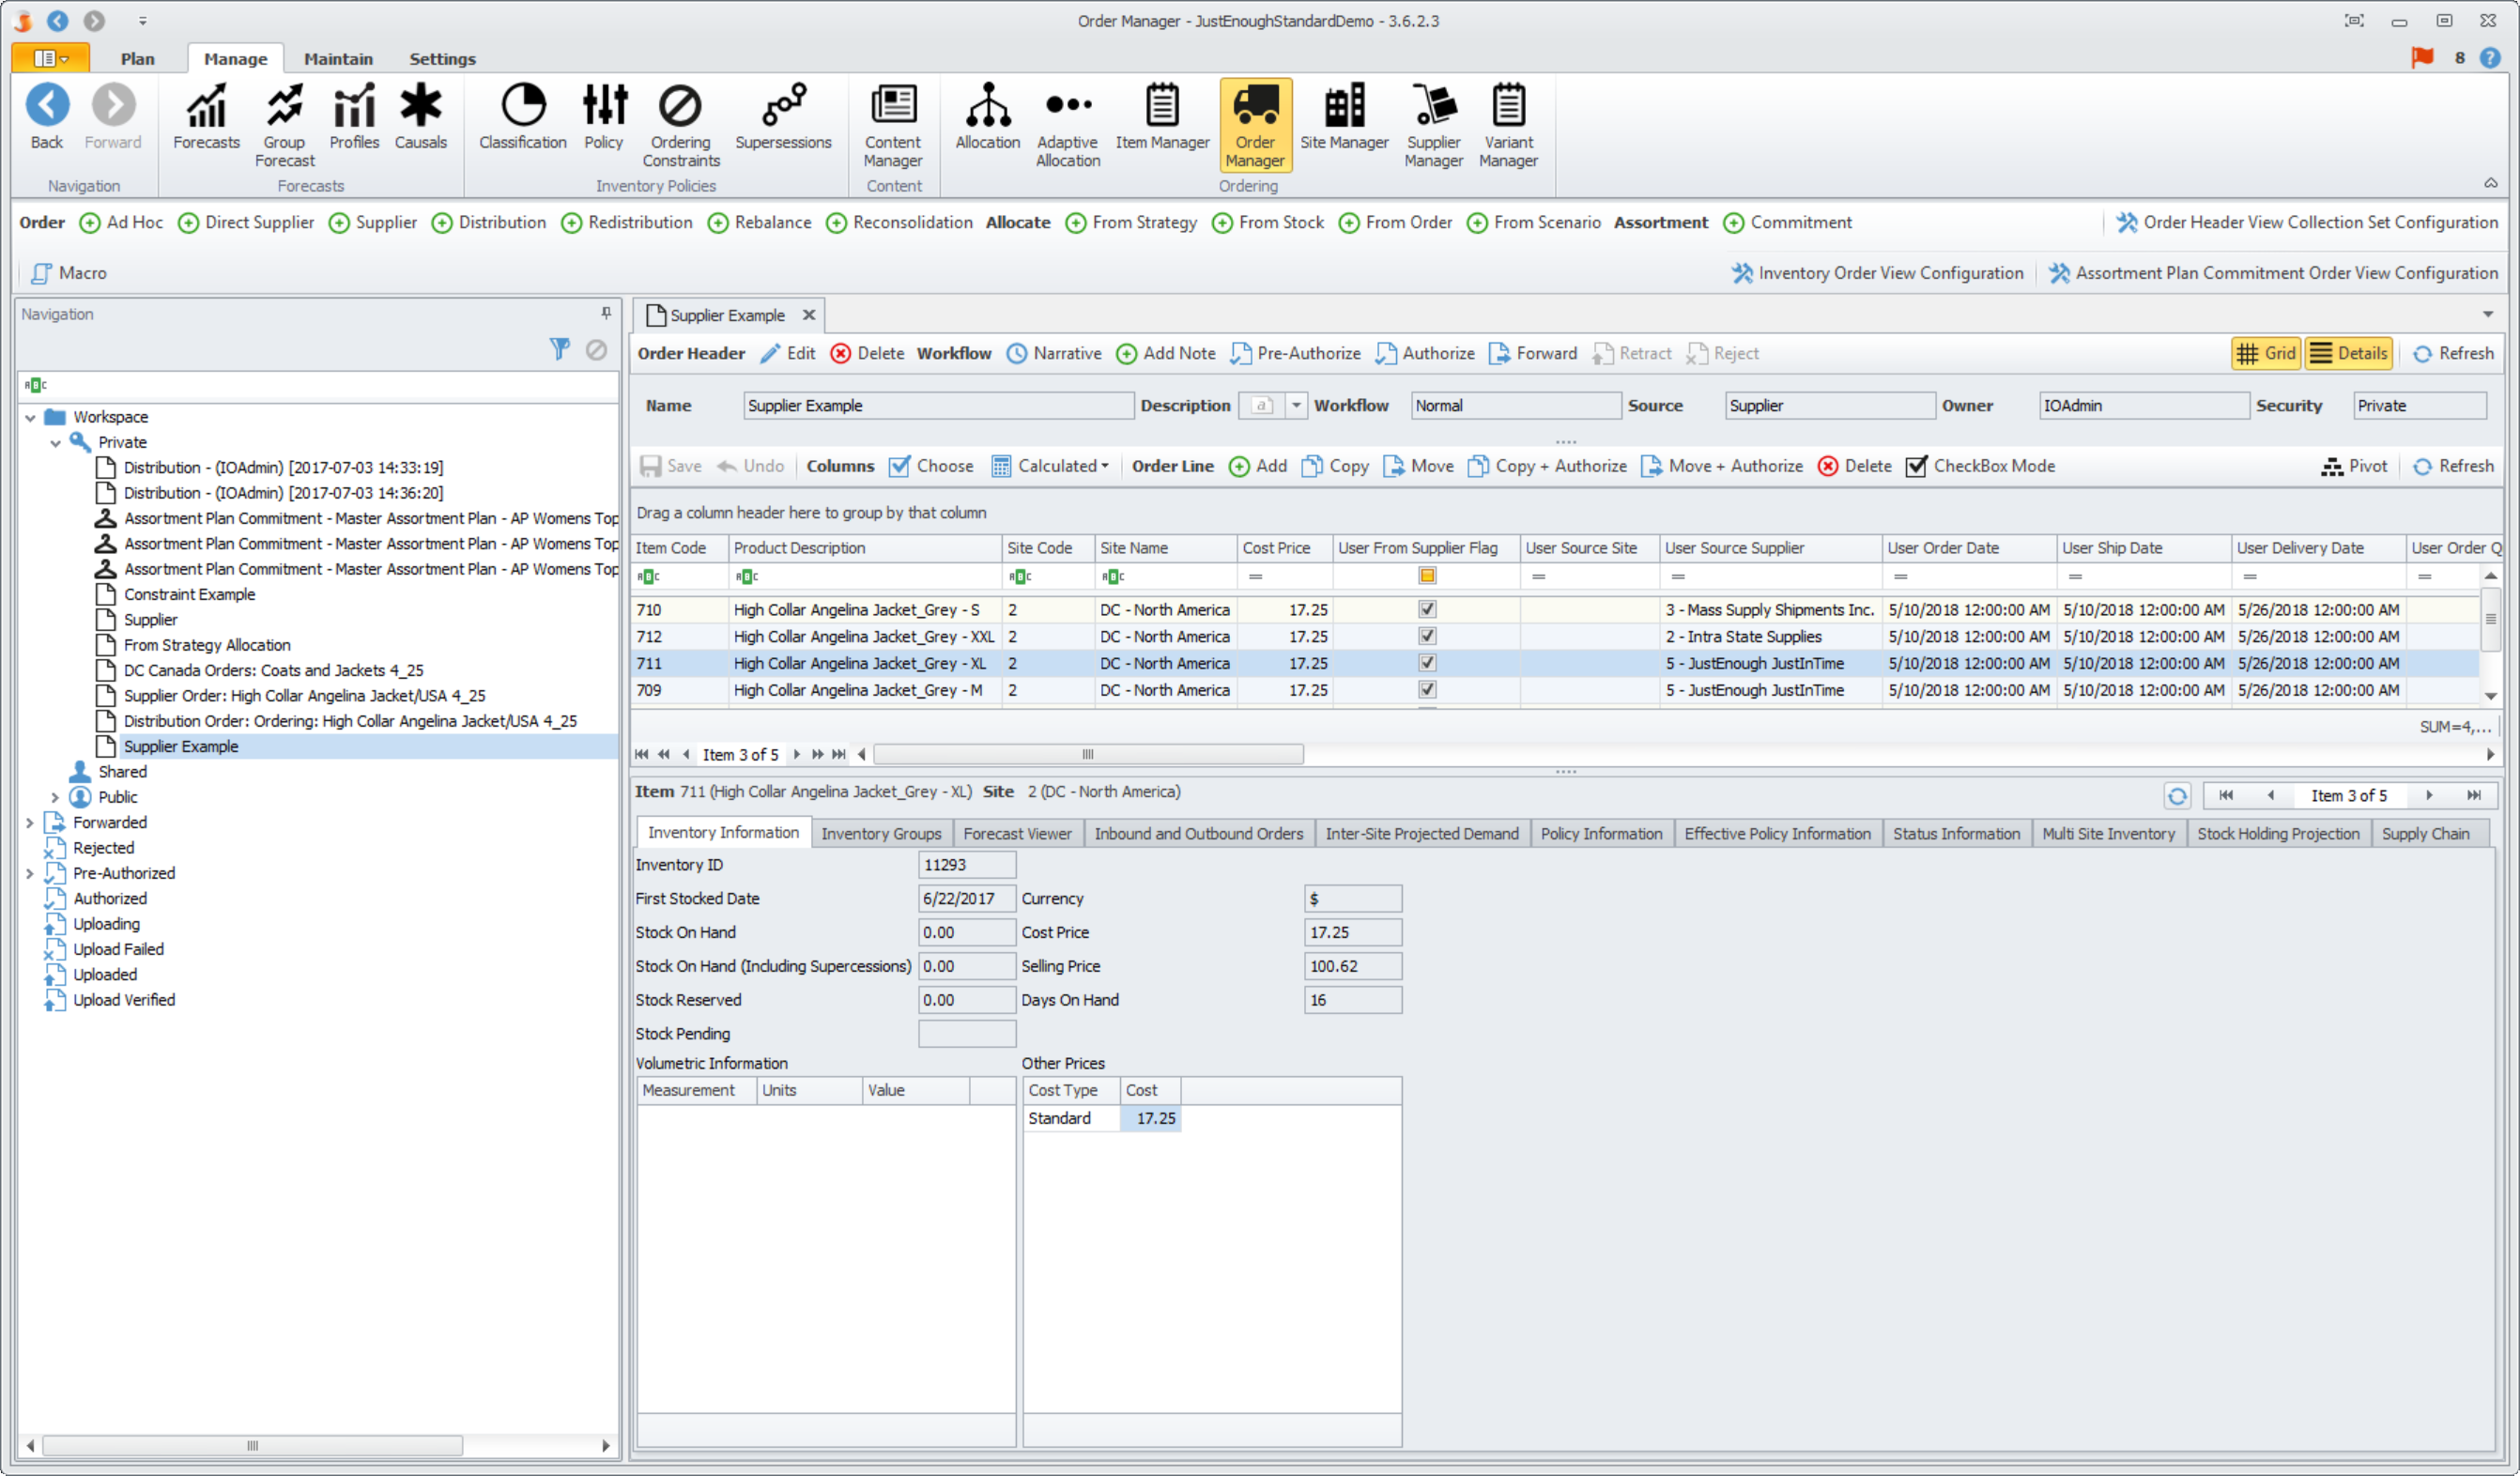 Order Manager - JustEnoughStandardDemo - 3.6.2.3
Plan Manage Maintain Settings 8
Back Forward Forecasts Group Forecast Profiles Causals Classification Policy Ordering Constraints Supersessions Content Manager Allocation Adaptive Allocation Item Manager Order Manager Site Manager Supplier Manager Variant Manager
Navigation Forecasts Inventory Policies Content Ordering
Order Ad Hoc Direct Supplier Supplier Distribution Redistribution Rebalance Reconsolidation Allocate From Strategy From Stock From Order From Scenario Assortment Commitment Order Header View Collection Set Configuration
Macro Inventory Order View Configuration Assortment Plan Commitment Order View Configuration
Navigation
ABC
Workspace
Private
Distribution - (IOAdmin) [2017-07-03 14:33:19]
Distribution - (IOAdmin) [2017-07-03 14:36:20]
Assortment Plan Commitment - Master Assortment Plan - AP Womens Top
Assortment Plan Commitment - Master Assortment Plan - AP Womens Top
Assortment Plan Commitment - Master Assortment Plan - AP Womens Top
Constraint Example
Supplier
From Strategy Allocation
DC Canada Orders: Coats and Jackets 4_25
Supplier Order: High Collar Angelina Jacket/USA 4_25
Distribution Order: Ordering: High Collar Angelina Jacket/USA 4_25
Supplier Example
Shared
Public
Forwarded
Rejected
Pre-Authorized
Authorized
Uploading
Upload Failed
Uploaded
Upload Verified
Supplier Example
Order Header Edit Delete Workflow Narrative Add Note Pre-Authorize Authorize Forward Retract Reject Grid Details Refresh
Name Supplier Example Description a Workflow Normal Source Supplier Owner IOAdmin Security Private
Save Undo Columns Choose Calculated Order Line Add Copy Move Copy + Authorize Move + Authorize Delete CheckBox Mode Pivot Refresh
Drag a column header here to group by that column
Item Code Product Description Site Code Site Name Cost Price User From Supplier Flag User Source Site User Source Supplier User Order Date User Ship Date User Delivery Date User Order Q
ABC ABC ABC ABC = = = = = = =
710 High Collar Angelina Jacket_Grey - S 2 DC - North America 17.25 3 - Mass Supply Shipments Inc. 5/10/2018 12:00:00 AM 5/10/2018 12:00:00 AM 5/26/2018 12:00:00 AM
712 High Collar Angelina Jacket_Grey - XXL 2 DC - North America 17.25 2 - Intra State Supplies 5/10/2018 12:00:00 AM 5/10/2018 12:00:00 AM 5/26/2018 12:00:00 AM
711 High Collar Angelina Jacket_Grey - XL 2 DC - North America 17.25 5 - JustEnough JustInTime 5/10/2018 12:00:00 AM 5/10/2018 12:00:00 AM 5/26/2018 12:00:00 AM
709 High Collar Angelina Jacket_Grey - M 2 DC - North America 17.25 5 - JustEnough JustInTime 5/10/2018 12:00:00 AM 5/10/2018 12:00:00 AM 5/26/2018 12:00:00 AM
SUM=4,...
Item 3 of 5
Item 711 (High Collar Angelina Jacket_Grey - XL) Site 2 (DC - North America) Item 3 of 5
Inventory Information Inventory Groups Forecast Viewer Inbound and Outbound Orders Inter-Site Projected Demand Policy Information Effective Policy Information Status Information Multi Site Inventory Stock Holding Projection Supply Chain
Inventory ID 11293
First Stocked Date 6/22/2017 Currency $
Stock On Hand 0.00 Cost Price 17.25
Stock On Hand (Including Supercessions) 0.00 Selling Price 100.62
Stock Reserved 0.00 Days On Hand 16
Stock Pending
Volumetric Information Other Prices
Measurement Units Value Cost Type Cost
Standard 17.25